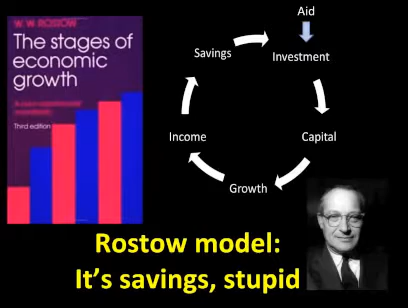 W. W. ROSTOW
The stages of
economic
growth
Third edition
Aid
Savings
Investment
Income
Capital
Growth
Rostow model:
It's savings, stupid